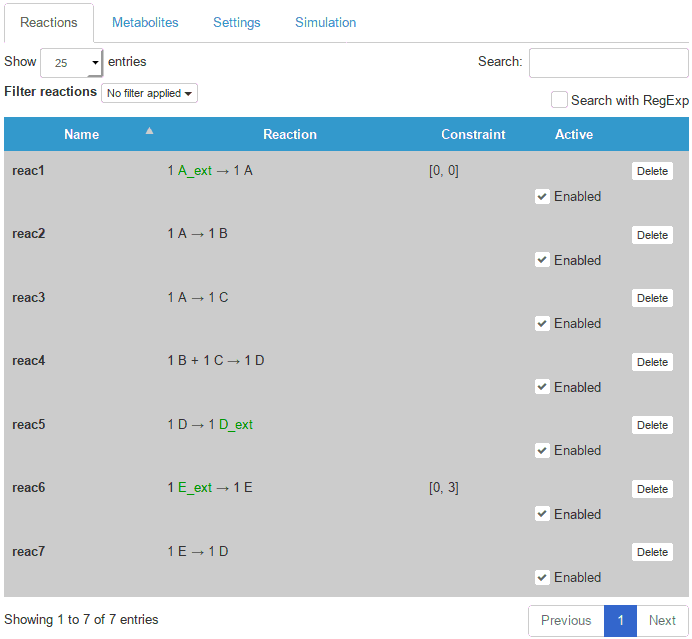 Reactions Metabolites Settings Simulation
Show 25 entries Search:
Filter reactions No filter applied
Search with RegExp
Name Reaction Constraint Active
reac1 1 A_ext → 1 A [0, 0] Delete
Enabled
reac2 1 A → 1 B Delete
Enabled
reac3 1 A → 1 C Delete
Enabled
reac4 1 B + 1 C → 1 D Delete
Enabled
reac5 1 D → 1 D_ext Delete
Enabled
reac6 1 E_ext → 1 E [0, 3] Delete
Enabled
reac7 1 E → 1 D Delete
Enabled
Showing 1 to 7 of 7 entries Previous 1 Next